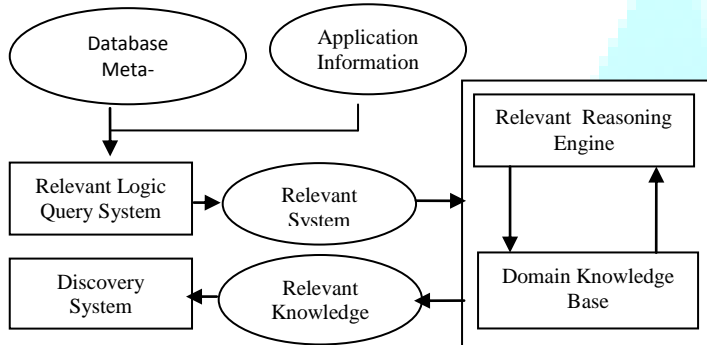 Database
Meta-
Application
Information
Relevant Reasoning
Engine
Relevant Logic
Query System
Relevant
System
Discovery
System
Relevant
Knowledge
Domain Knowledge
Base